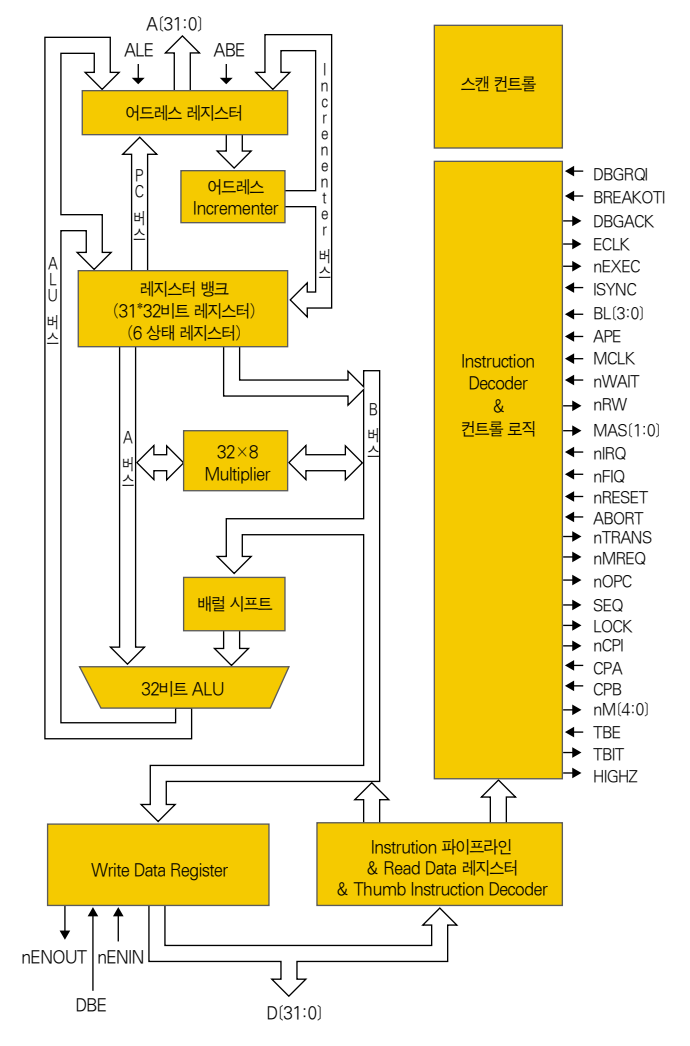 A(31:0)
ALE
ABE
어드레스 레지스터
Increnenter 버스
PC 버스
어드레스
Incrementer
ALU 버스
레지스터 뱅크
(31*32비트 레지스터)
(6 상태 레지스터)
A 버스
B 버스
32×8
Multiplier
배럴 시프트
32비트 ALU
Write Data Register
Instrution 파이프라인
& Read Data 레지스터
& Thumb Instruction Decoder
nENOUT
nENIN
DBE
D(31:0)
스캔 컨트롤
Instruction
Decoder
&
컨트롤 로직
DBGRQI
BREAKOTI
DBGACK
ECLK
nEXEC
ISYNC
BL(3:0)
APE
MCLK
nWAIT
nRW
MAS(1:0)
nIRQ
nFIQ
nRESET
ABORT
nTRANS
nMREQ
nOPC
SEQ
LOCK
nCPI
CPA
CPB
nM(4:0)
TBE
TBIT
HIGHZ